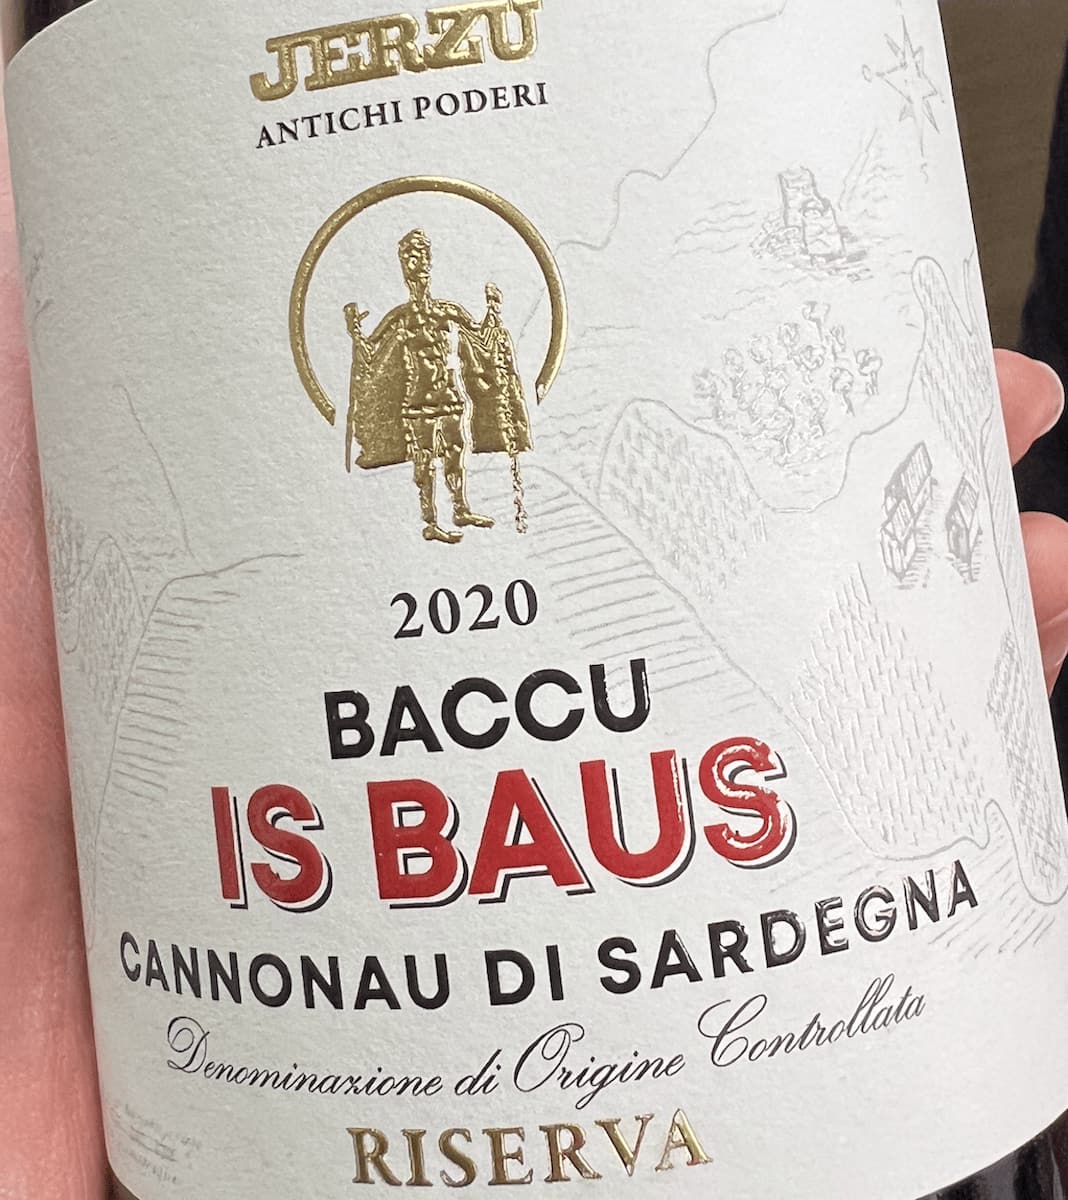 JERZU
ANTICHI PODERI
2020
BACCU
IS BAUS
CANNONAU DI SARDEGNA
Denominazione di Origine Controllata
RISERVA